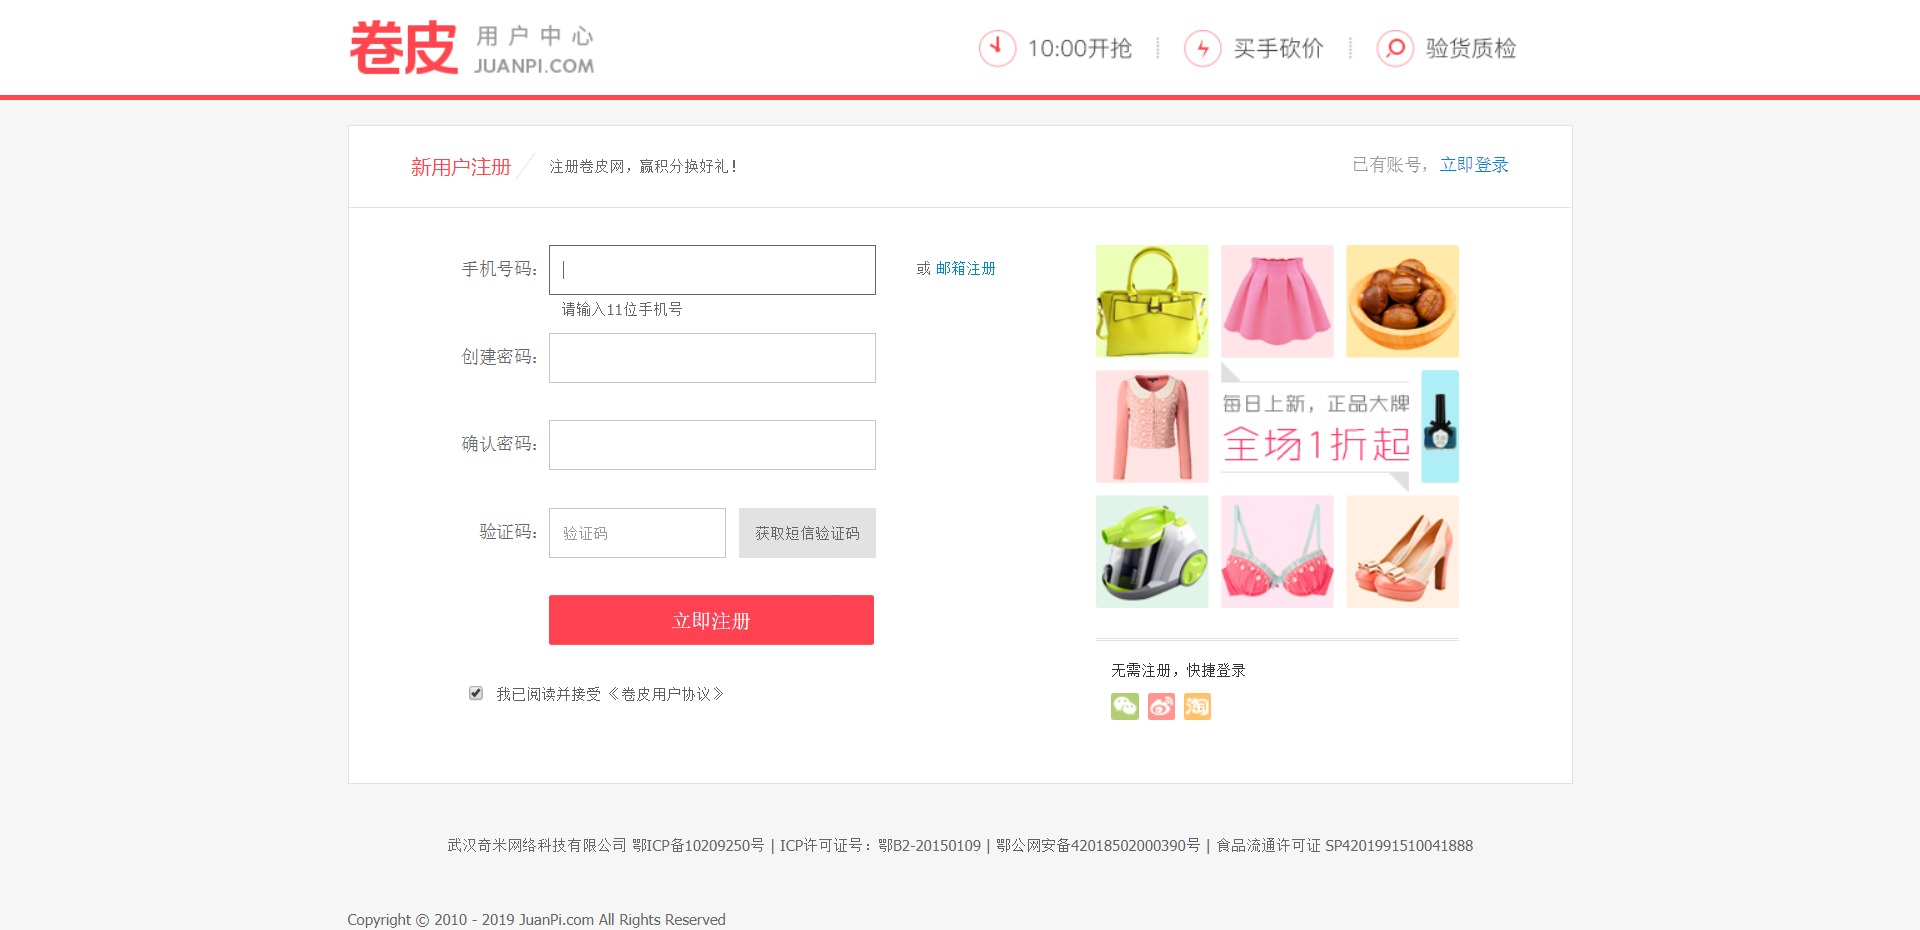 卷皮 用户中心
JUANPI.COM
10:00开抢
买手砍价
验货质检
新用户注册
注册卷皮网，赢积分换好礼！
已有账号，立即登录
手机号码：
或 邮箱注册
请输入11位手机号
创建密码：
确认密码：
验证码：
验证码
获取短信验证码
立即注册
我已阅读并接受《卷皮用户协议》
每日上新，正品大牌
全场1折起
无需注册，快捷登录
淘
武汉奇米网络科技有限公司 鄂ICP备10209250号 | ICP许可证号：鄂B2-20150109 | 鄂公网安备42018502000390号 | 食品流通许可证 SP4201991510041888
Copyright © 2010 - 2019 JuanPi.com All Rights Reserved